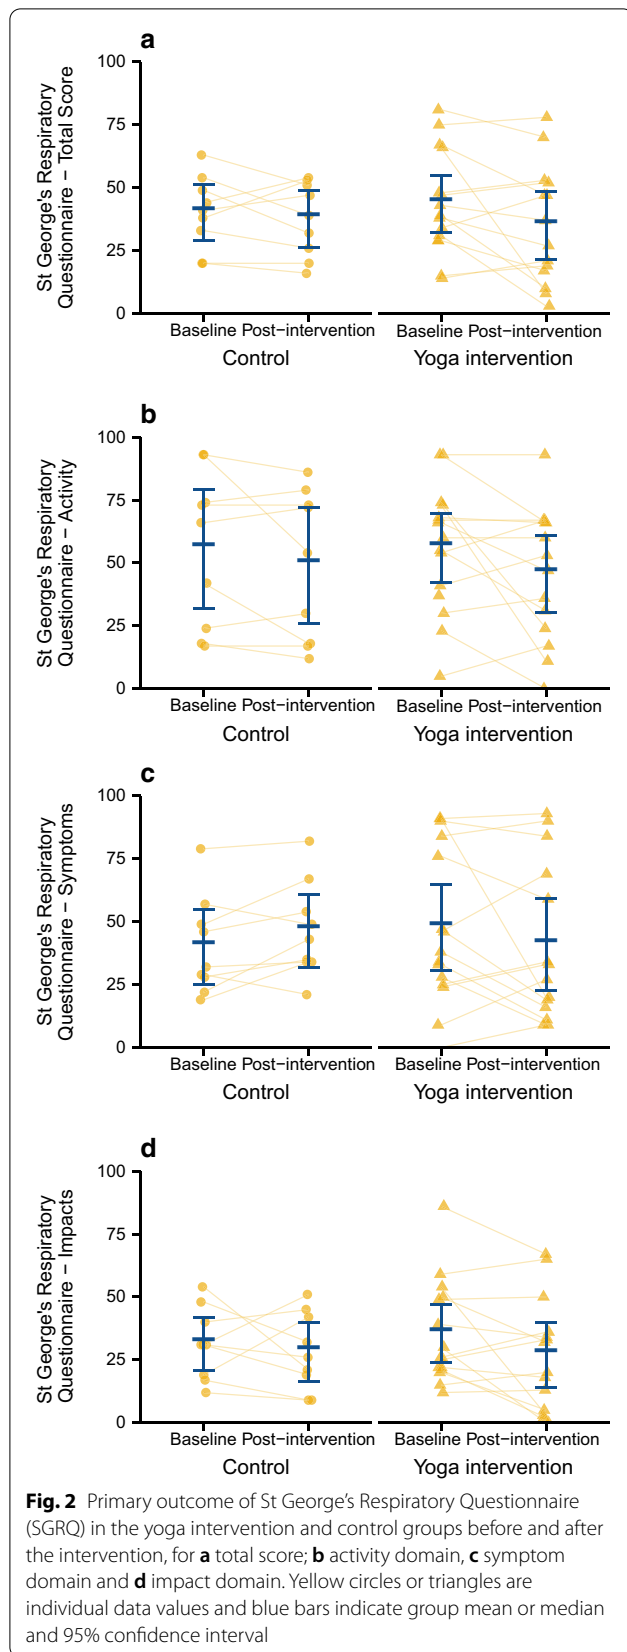 a
St George's Respiratory
Questionnaire − Total Score
100
75
50
25
0
Baseline Post−intervention Baseline Post−intervention
Control Yoga intervention
b
St George's Respiratory
Questionnaire − Activity
100
75
50
25
0
Baseline Post−intervention Baseline Post−intervention
Control Yoga intervention
c
St George's Respiratory
Questionnaire − Symptoms
100
75
50
25
0
Baseline Post−intervention Baseline Post−intervention
Control Yoga intervention
d
St George's Respiratory
Questionnaire − Impacts
100
75
50
25
0
Baseline Post−intervention Baseline Post−intervention
Control Yoga intervention
Fig. 2 Primary outcome of St George’s Respiratory Questionnaire
(SGRQ) in the yoga intervention and control groups before and after
the intervention, for a total score; b activity domain, c symptom
domain and d impact domain. Yellow circles or triangles are
individual data values and blue bars indicate group mean or median
and 95% confidence interval